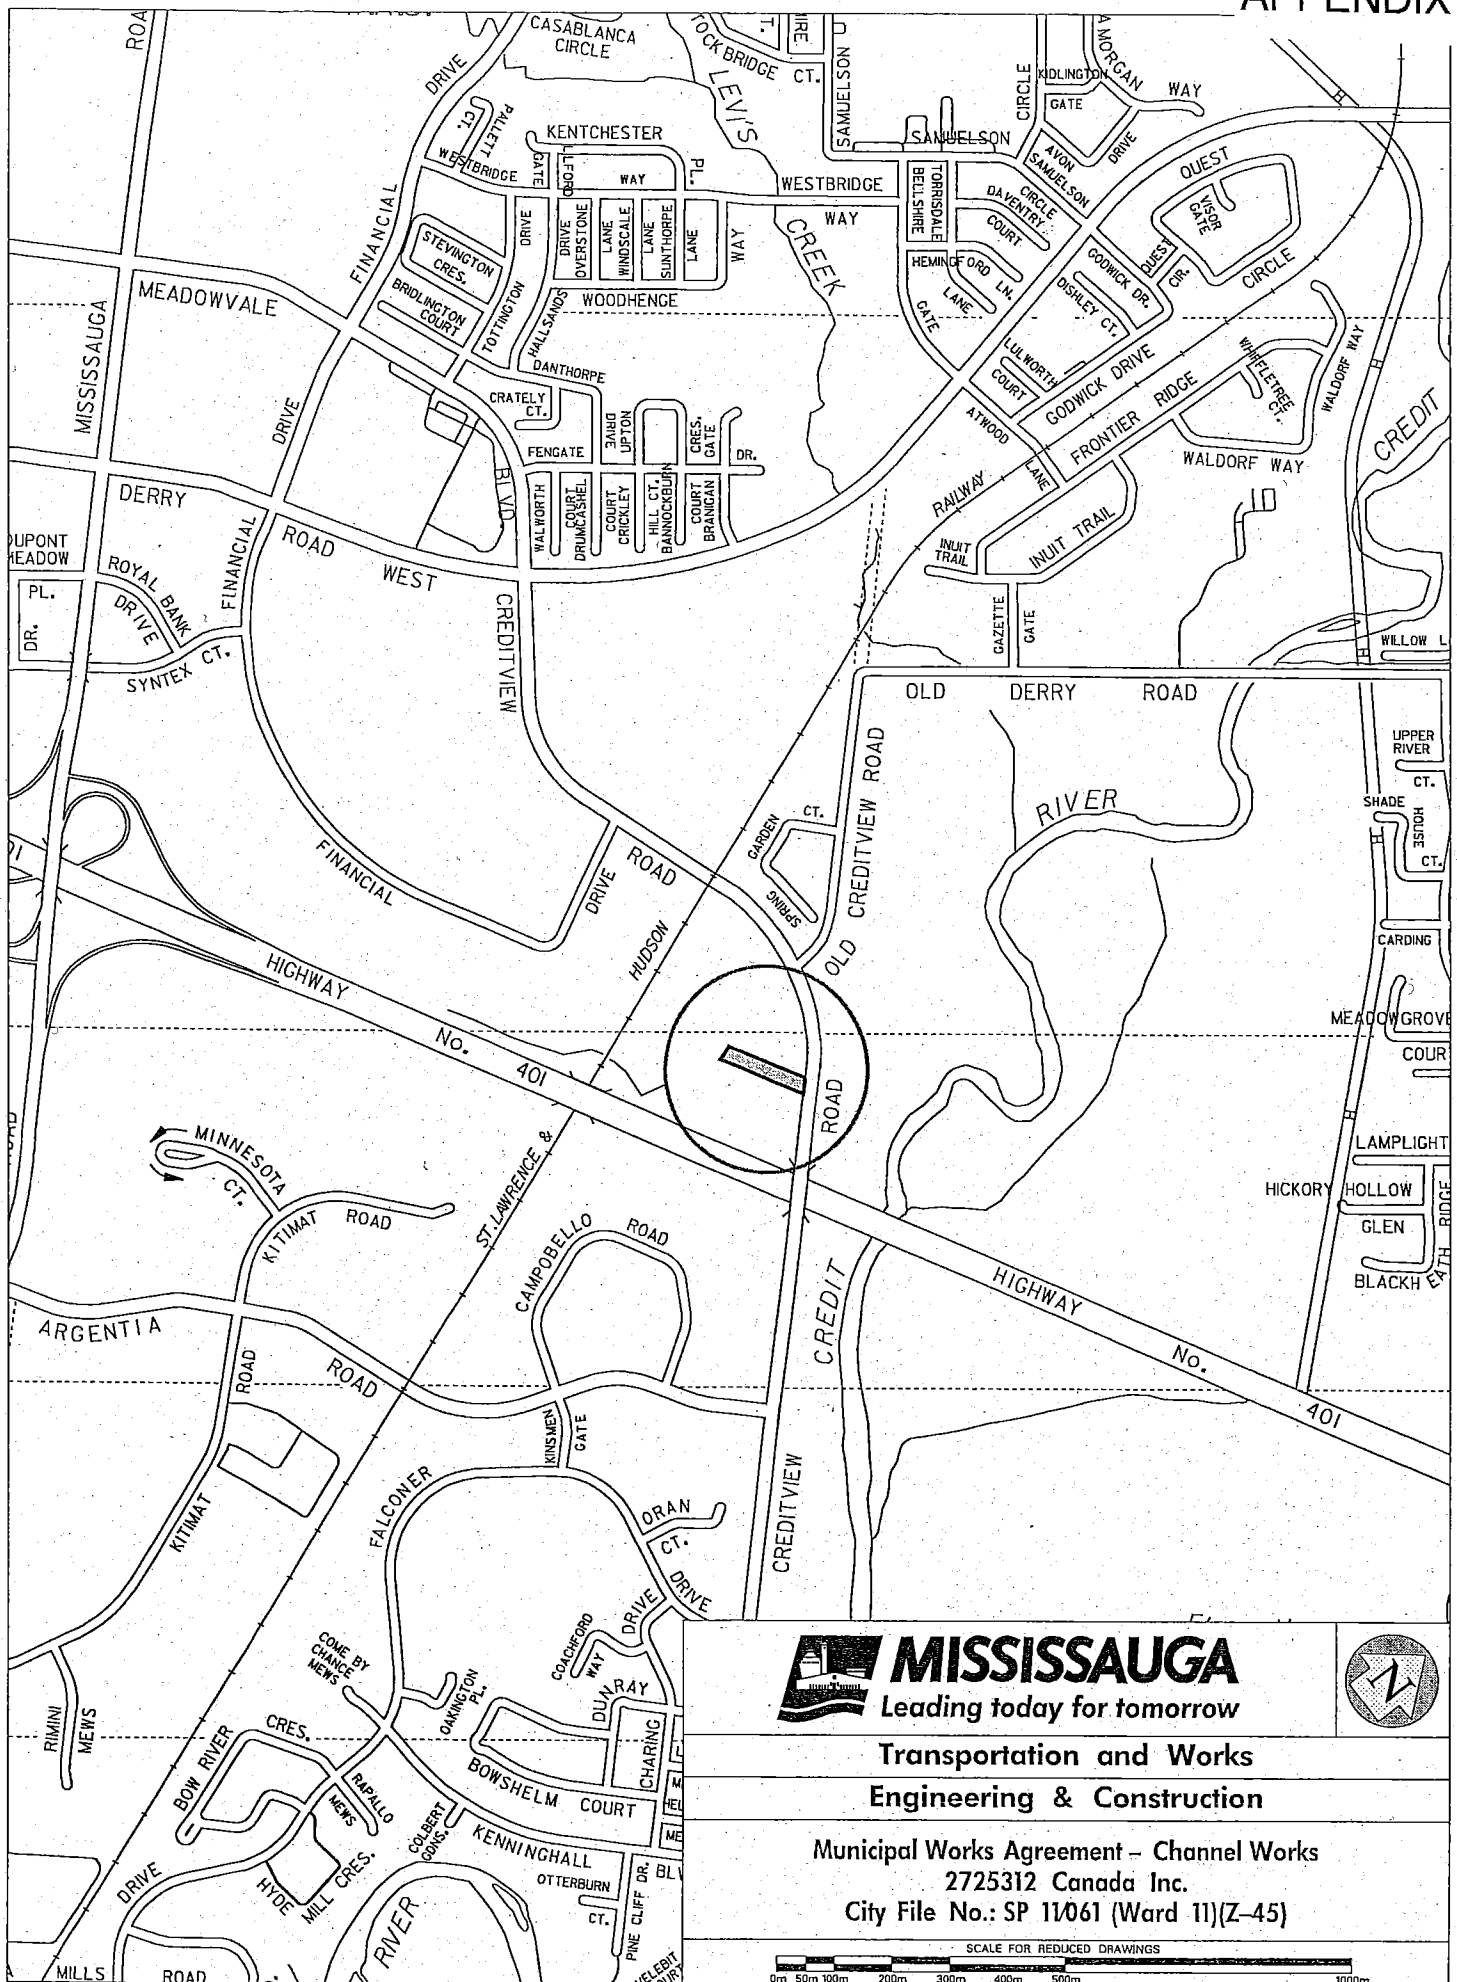 APPENDIX
CASABLANCA
CIRCLE
CT.
SAMUELSON
CIRCLE
KIDLINGTON
GATE
WAY
DRIVE
LEVI'S
CREEK
PALLETT
CT.
KENTCHESTER
PL.
SAMUELSON
AVON
DRIVE
SAMUELSON
CIRCLE
QUEST
VISOR
GATE
CIRCLE
WESTBRIDGE
GATE
WAY
WESTBRIDGE
WAY
BELLSHIRE
TORRISDALE
DAVENTRY
COURT
FINANCIAL
DRIVE
STEVINGTON
CRES.
BRIDLINGTON
COURT
TOTTINGTON
DRIVE
DRIVE
OVERSTONE
LANE
WINDSCALE
LANE
SUNTHORPE
LANE
WAY
WOODHENGE
HALLSANDS
HEMINGFORD
LANE
LN.
GATE
GODWICK DR.
QUEST
CIR.
DISHLEY CT.
MEADOWVALE
MISSISSAUGA
DANTHORPE
CRATELY
CT.
DRIVE
UPTON
CRES.
GATE
DR.
FENGATE
LULWORTH
COURT
GODWICK DRIVE
ATWOOD
LANE
FRONTIER RIDGE
WHIFFLETREE
CT.
WALDORF WAY
WALDORF WAY
CREDIT
BLVD.
WALWORTH
COURT
DRUMCASHEL
COURT
CRICKLEY
HILL CT.
BANNOCKBURN
COURT
BRANIGAN
RAILWAY
INUIT
TRAIL
INUIT TRAIL
DERRY
ROAD
WEST
DUPONT
MEADOW
PL.
DR.
ROYAL BANK
DRIVE
FINANCIAL
SYNTEX CT.
CREDITVIEW
GAZETTE
GATE
WILLOW L
OLD DERRY ROAD
UPPER
RIVER
CT.
SHADE
HOUSE
CT.
RIVER
GARDEN
CT.
SPRING
OLD CREDITVIEW ROAD
FINANCIAL
DRIVE
ROAD
HUDSON
CARDING
MEADOWGROVE
COUR
HIGHWAY
No.
401
ROAD
MINNESOTA
CT.
KITIMAT
ROAD
ST. LAWRENCE &
CAMPOBELLO
ROAD
LAMPLIGHT
HICKORY HOLLOW
GLEN
RIDGE
BLACKHEATH
ARGENTIA
ROAD
CREDIT
HIGHWAY
No.
401
ROAD
KINSMEN
GATE
KITIMAT
FALCONER
ORAN
CT.
DRIVE
CREDITVIEW
COME BY
CHANCE
MEWS
COACHFORD
WAY
DRIVE
DUNRAY
OAKINGTON
PL.
RIMINI
MEWS
BOW RIVER
CRES.
RAPALLO
MEWS
BOWSHELM COURT
CHARING
COLBERT
GDNS.
KENNINGHALL
BLV
OTTERBURN
CT.
PINE CLIFF DR.
DRIVE
HYDE
MILL CRES.
RIVER
MILLS
ROAD
MISSISSAUGA
Leading today for tomorrow
N
Transportation and Works
Engineering & Construction
Municipal Works Agreement – Channel Works
2725312 Canada Inc.
City File No.: SP 11/061 (Ward 11)(Z–45)
SCALE FOR REDUCED DRAWINGS
0m 50m 100m 200m 300m 400m 500m 1000m